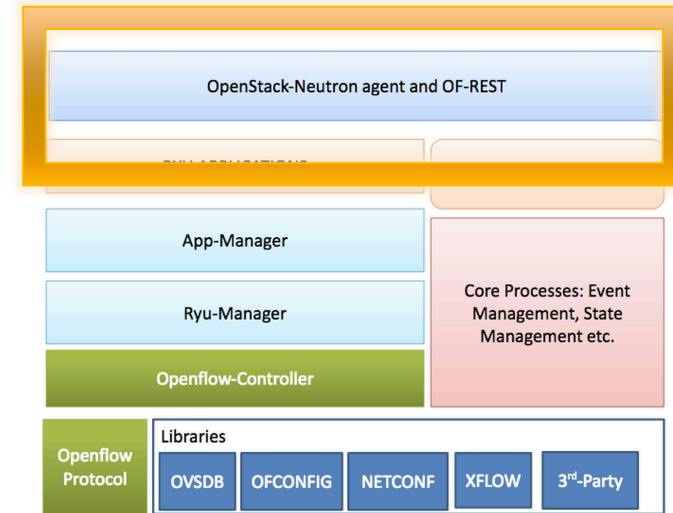 OpenStack-Neutron agent and OF-REST
App-Manager
Ryu-Manager
Openflow-Controller
Core Processes: Event
Management, State
Management etc.
Openflow
Protocol
Libraries
OVSDB
OFCONFIG
NETCONF
XFLOW
3rd-Party